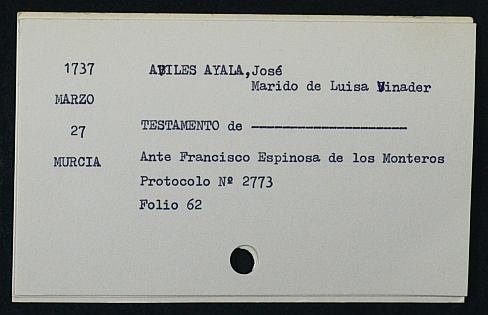 1737 AVILES AYALA, José
Marido de Luisa Vinader
MARZO
27 TESTAMENTO de --------------------
MURCIA Ante Francisco Espinosa de los Monteros
Protocolo Nº 2773
Folio 62